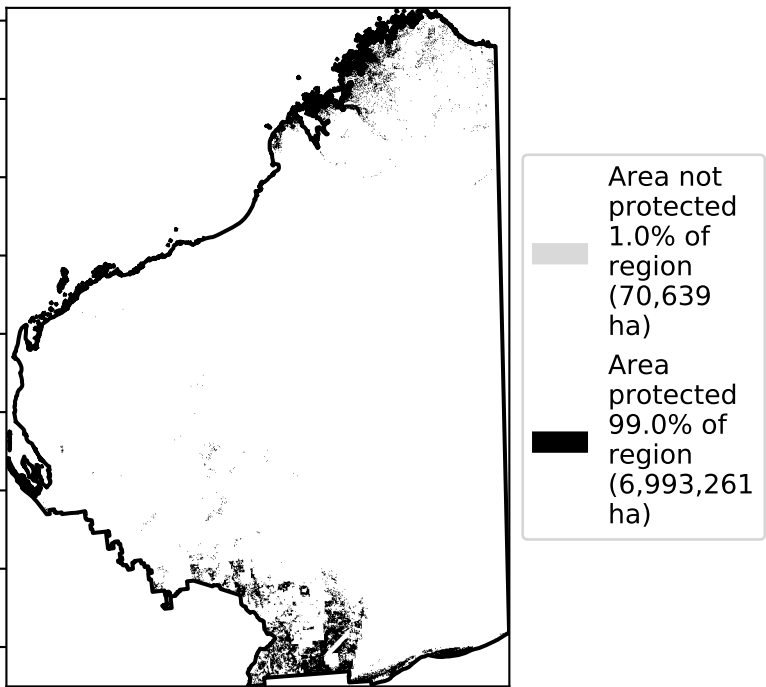 Area not
protected
1.0% of
region
(70,639
ha)
Area
protected
99.0% of
region
(6,993,261
ha)